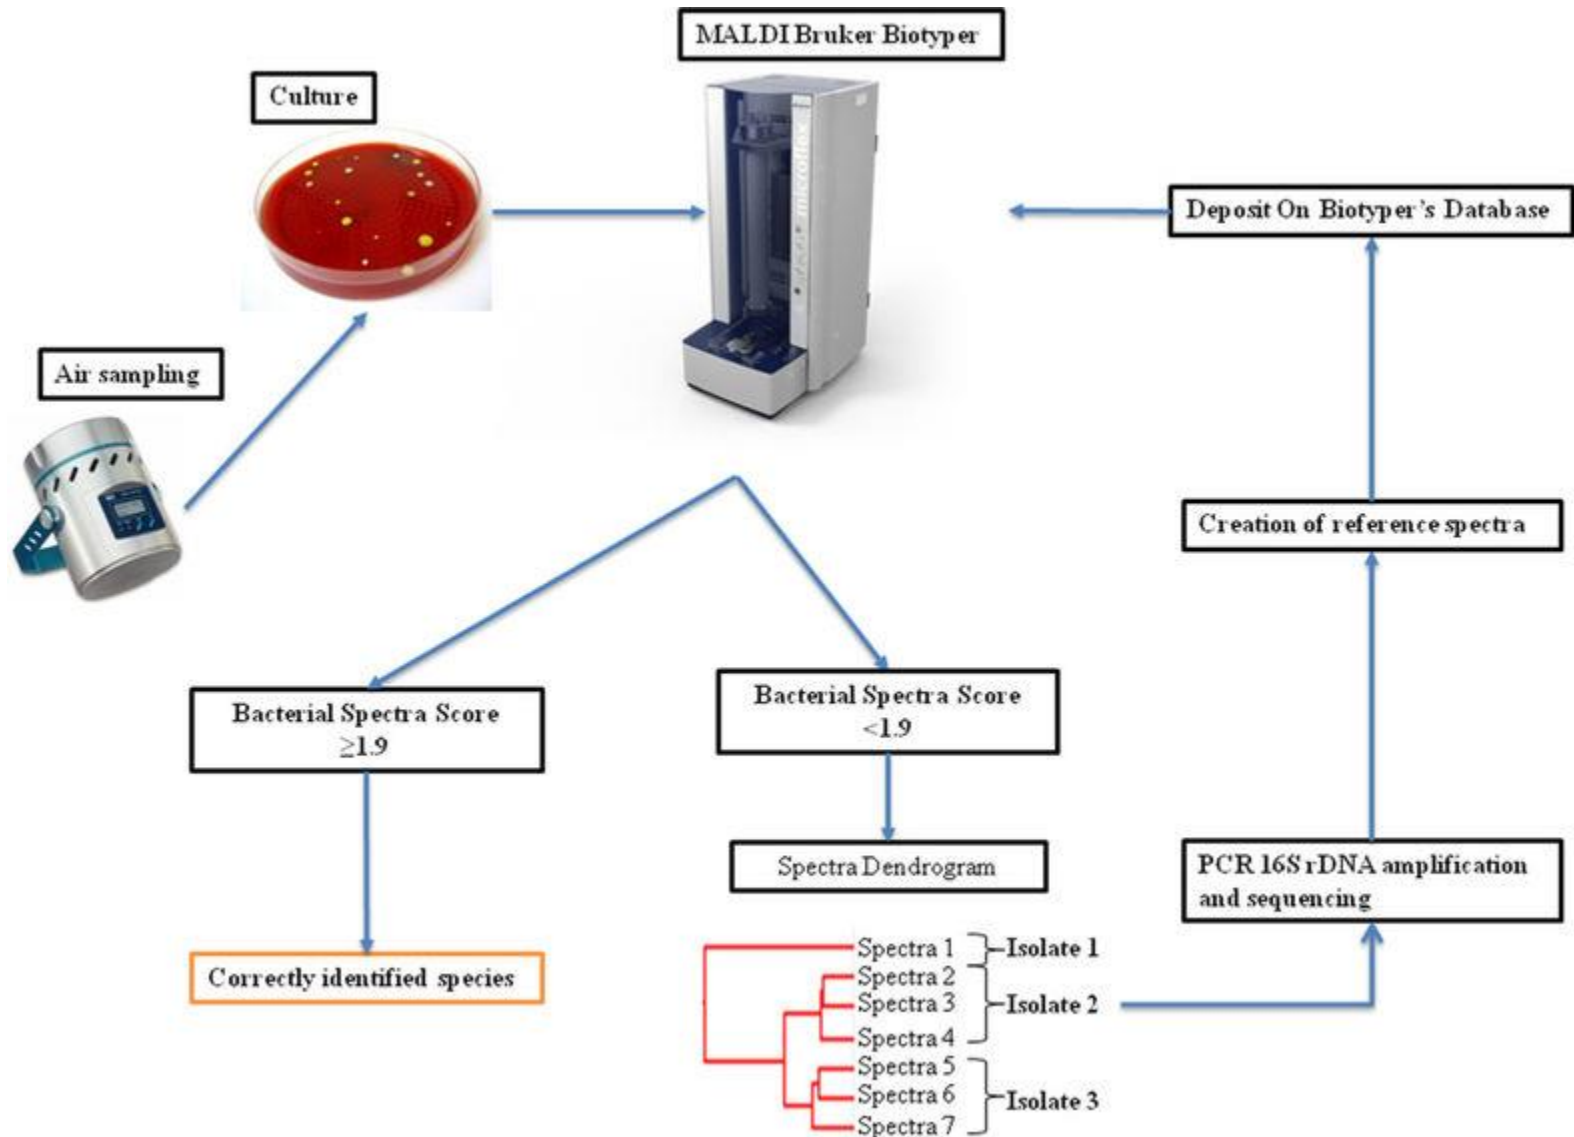 MALDI Bruker Biotyper
Culture
microflex
Deposit On Biotyper's Database
Air sampling
Creation of reference spectra
Bacterial Spectra Score
≥1.9
Bacterial Spectra Score
<1.9
Spectra Dendrogram
PCR 16S rDNA amplification
and sequencing
Correctly identified species
Spectra 1
Isolate 1
Spectra 2
Spectra 3
Isolate 2
Spectra 4
Spectra 5
Spectra 6
Isolate 3
Spectra 7